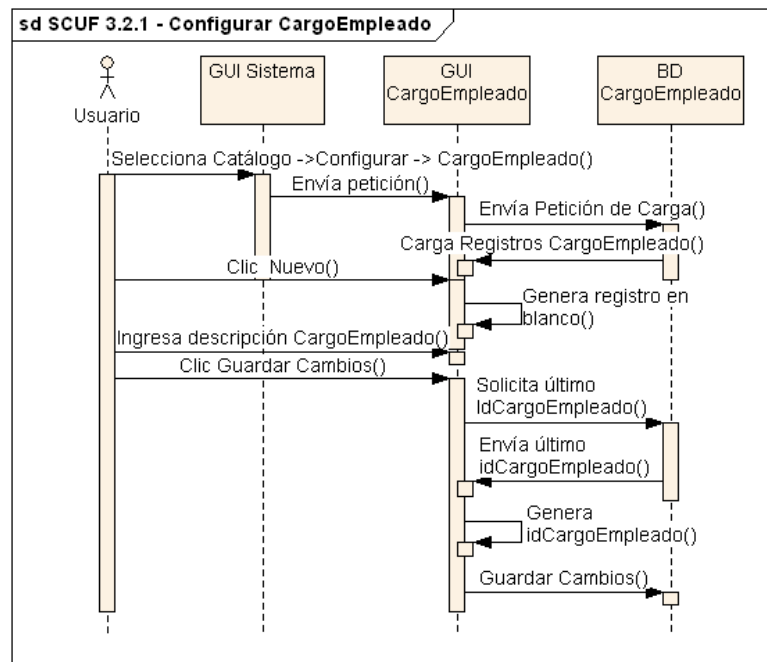 sd SCUF 3.2.1 - Configurar CargoEmpleado
Usuario
GUI Sistema
GUI
CargoEmpleado
BD
CargoEmpleado
Selecciona Catálogo ->Configurar -> CargoEmpleado()
Envía petición()
Envía Petición de Carga()
Carga Registros CargoEmpleado()
Clic Nuevo()
Genera registro en
blanco()
Ingresa descripción CargoEmpleado()
Clic Guardar Cambios()
Solicita último
IdCargoEmpleado()
Envía último
idCargoEmpleado()
Genera
idCargoEmpleado()
Guardar Cambios()